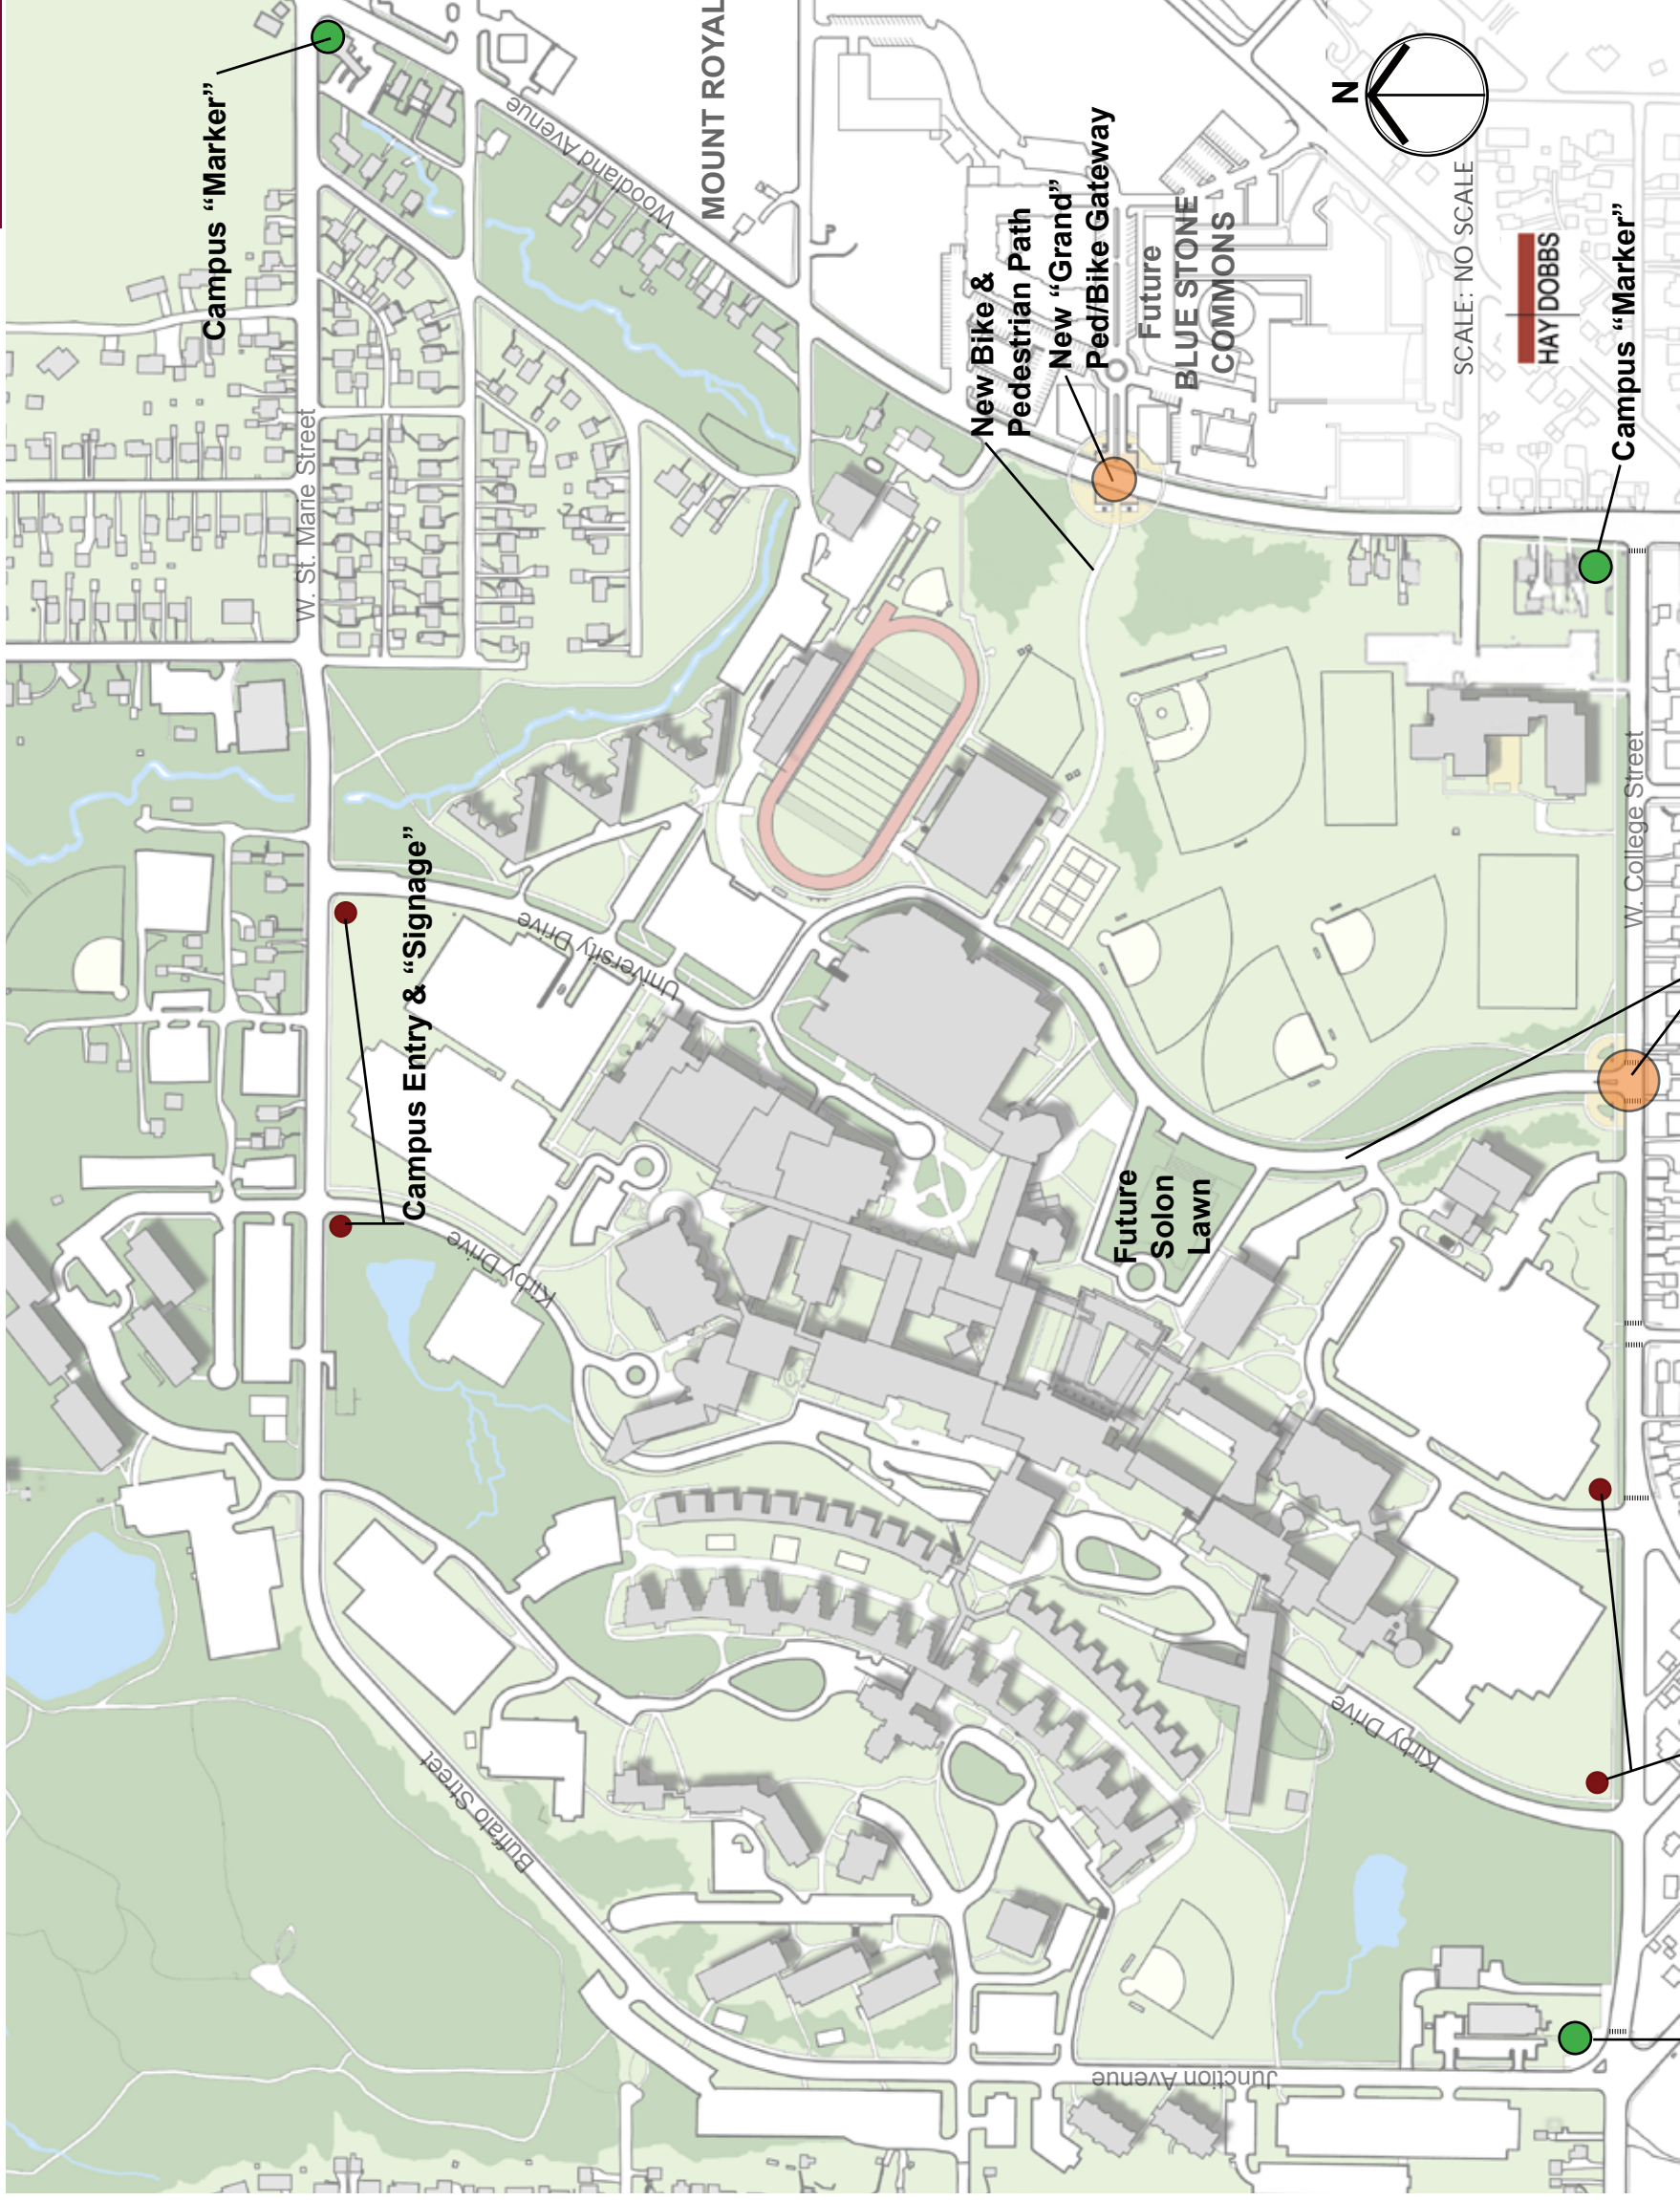 Campus “Marker”
W. St. Marie Street
Woodland Avenue
MOUNT ROYAL
Campus Entry & “Signage”
University Drive
Kirby Drive
Buffalo Street
New Bike &
Pedestrian Path
New “Grand”
Ped/Bike Gateway
Future
BLUE STONE
COMMONS
Future
Solon
Lawn
N
SCALE: NO SCALE
HAY DOBBS
Campus “Marker”
W. College Street
Kirby Drive
Junction Avenue